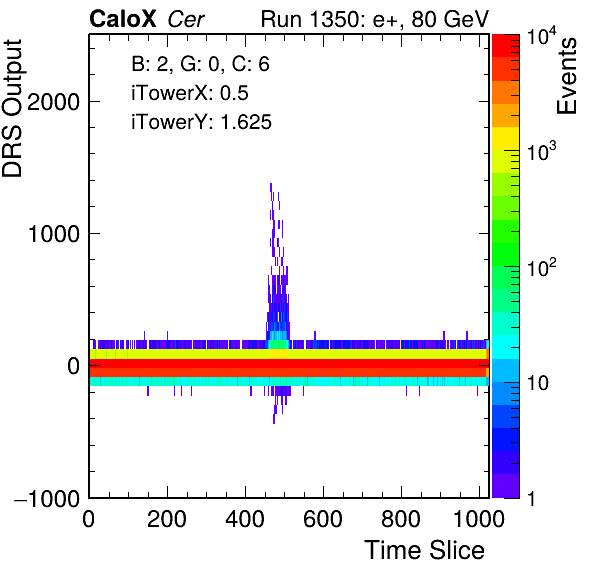 CaloX Cer Run 1350: e+, 80 GeV
B: 2, G: 0, C: 6
iTowerX: 0.5
iTowerY: 1.625
DRS Output
2000
1000
0
−1000
0 200 400 600 800 1000
Time Slice
Events
10^4
10^3
10^2
10
1